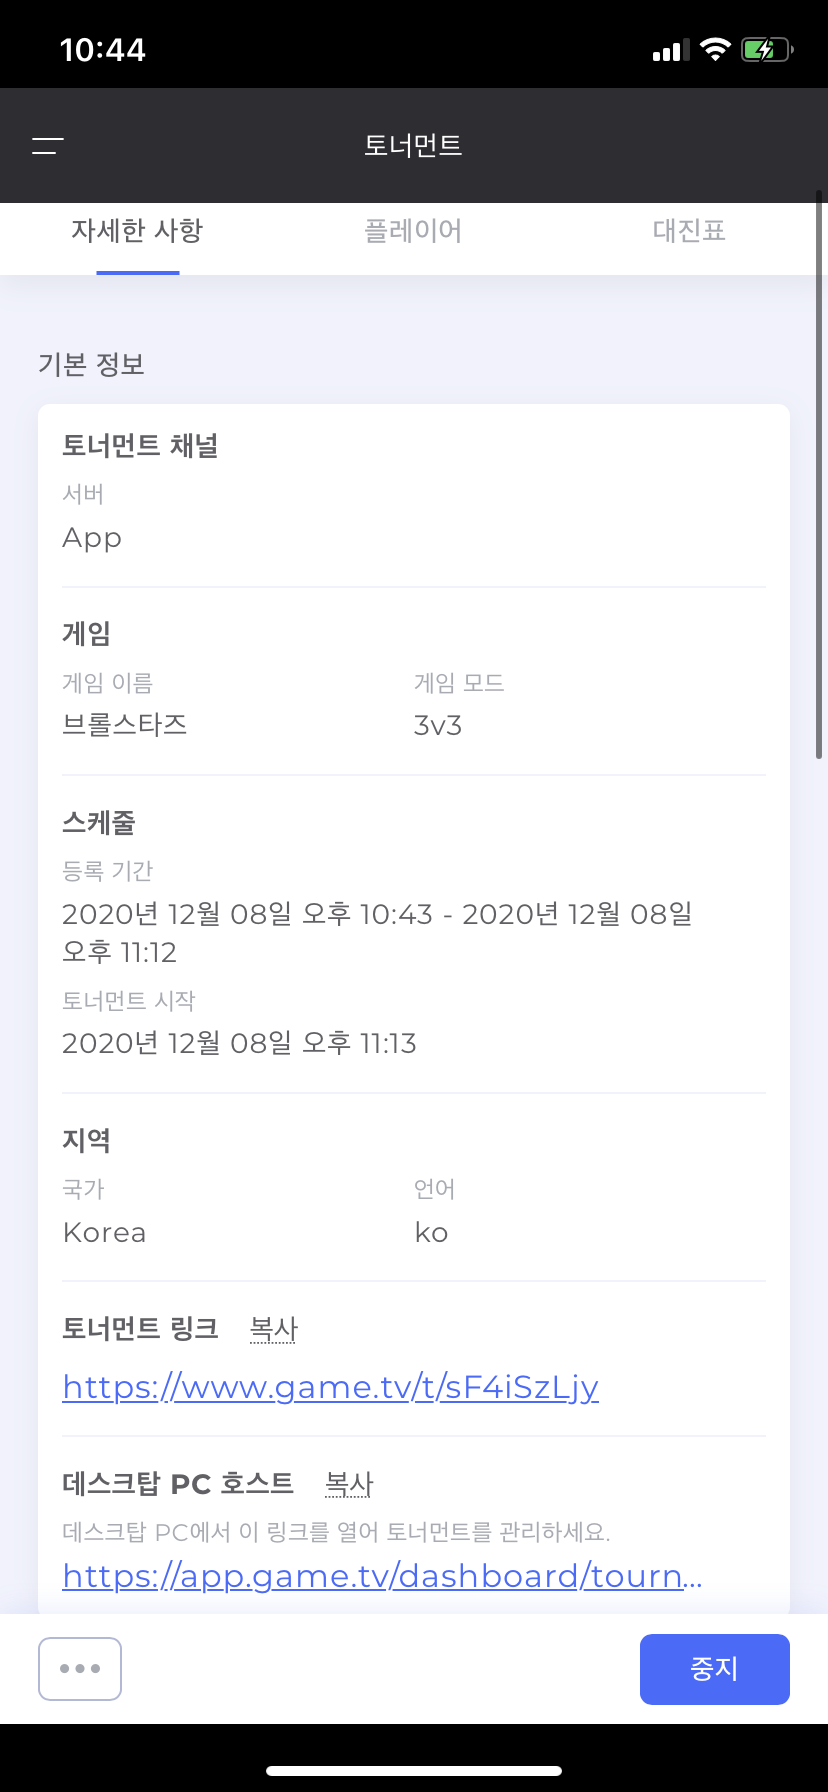 10:44
토너먼트
자세한 사항
플레이어
대진표
기본 정보
토너먼트 채널
서버
App
게임
게임 이름
게임 모드
브롤스타즈
3v3
스케줄
등록 기간
2020년 12월 08일 오후 10:43 - 2020년 12월 08일
오후 11:12
토너먼트 시작
2020년 12월 08일 오후 11:13
지역
국가
언어
Korea
ko
토너먼트 링크 복사
https://www.game.tv/t/sF4iSzLjy
데스크탑 PC 호스트 복사
데스크탑 PC에서 이 링크를 열어 토너먼트를 관리하세요.
https://app.game.tv/dashboard/tourn...
중지